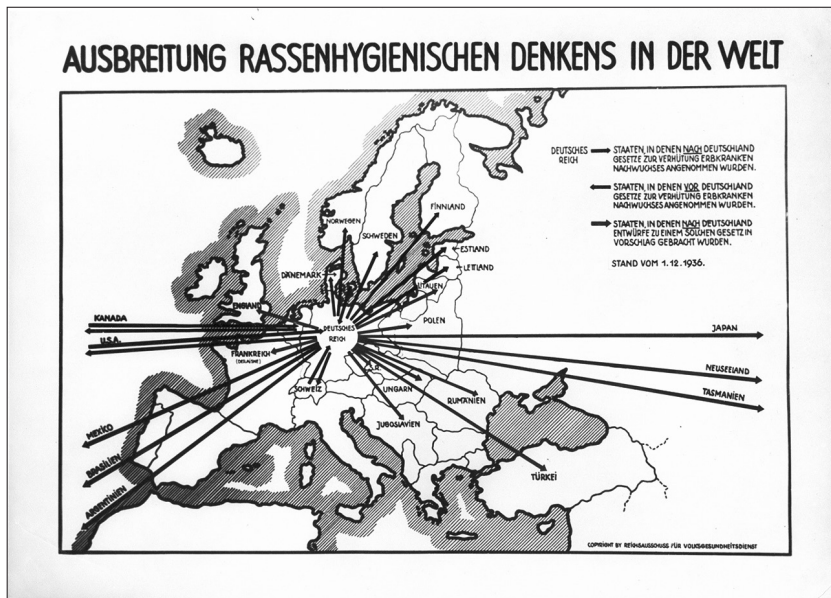 AUSBREITUNG RASSENHYGIENISCHEN DENKENS IN DER WELT
DEUTSCHES
REICH
STAATEN, IN DENEN NACH DEUTSCHLAND
GESETZE ZUR VERHÜTUNG ERBKRANKEN
NACHWUCHSES ANGENOMMEN WURDEN.
STAATEN, IN DENEN VOR DEUTSCHLAND
GESETZE ZUR VERHÜTUNG ERBKRANKEN
NACHWUCHSES ANGENOMMEN WURDEN.
STAATEN, IN DENEN NACH DEUTSCHLAND
ENTWÜRFE ZU EINEM SOLCHEN GESETZ IN
VORSCHLAG GEBRACHT WURDEN.
STAND VOM 1.12.1936.
FINNLAND
NORWEGEN
SCHWEDEN
ESTLAND
LETTLAND
DÄNEMARK
LITAUEN
ENGLAND
POLEN
KANADA
U.S.A.
DEUTSCHES
REICH
JAPAN
FRANKREICH
NEUSEELAND
SCHWEIZ
UNGARN
RUMÄNIEN
TASMANIEN
JUGOSLAVIEN
MEXICO
BRASILIEN
ARGENTINIEN
TÜRKEI
COPYRIGHT BY REICHSAUSSCHUSS FÜR VOLKSGESUNDHEITSDIENST